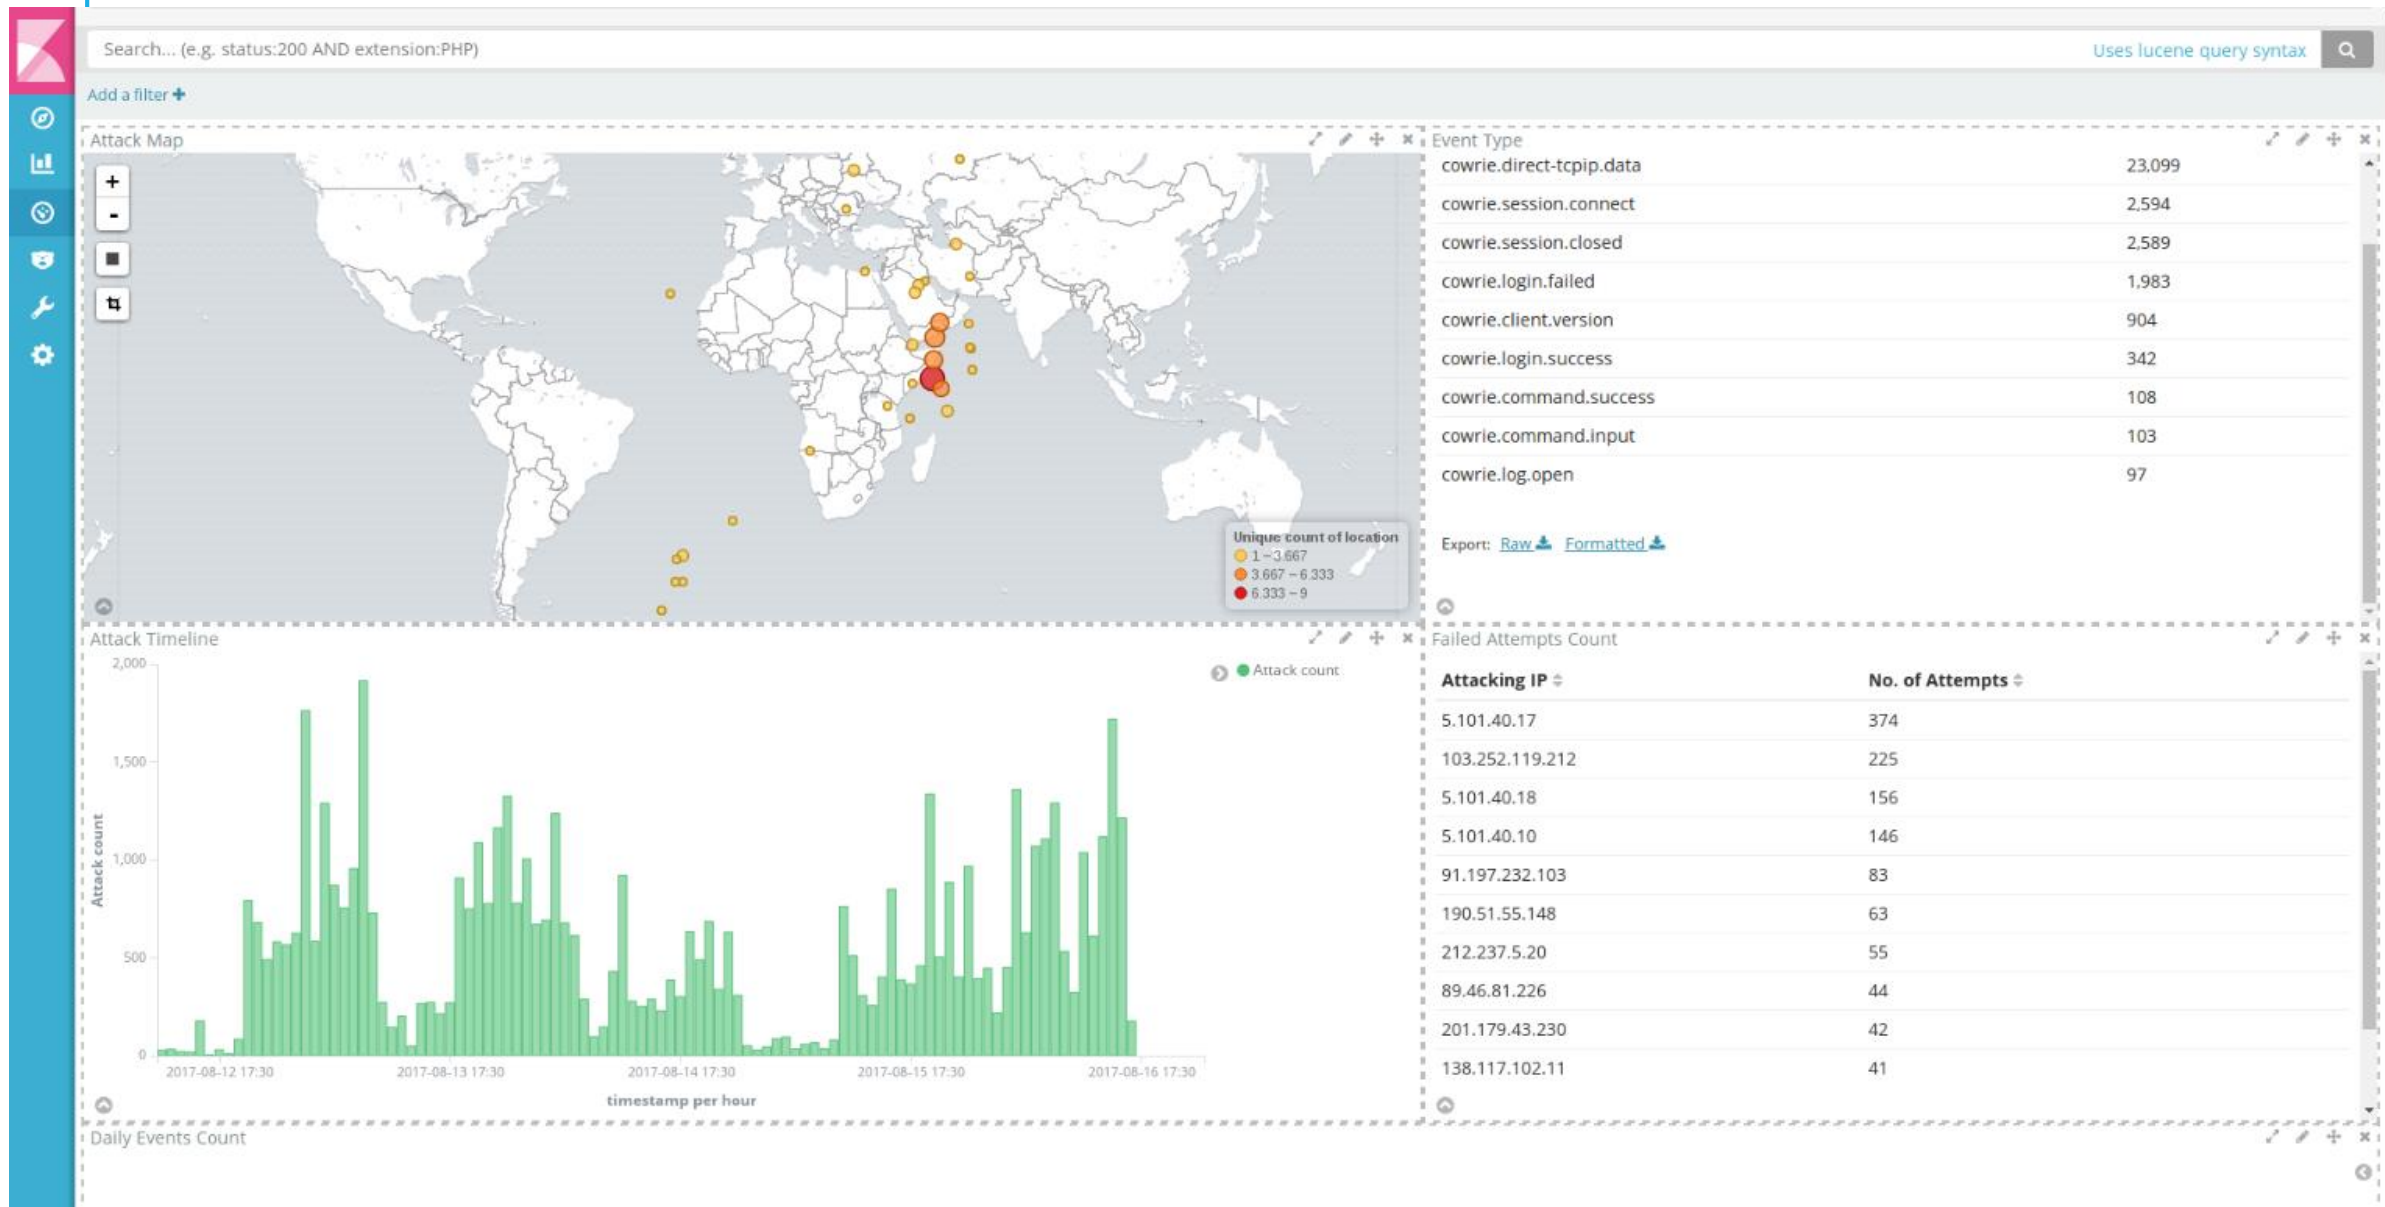 Search... (e.g. status:200 AND extension:PHP)
Uses lucene query syntax
Add a filter +
Attack Map
+
-
Unique count of location
1 – 3.667
3.667 – 6.333
6.333 – 9
Event Type
cowrie.direct-tcpip.data 23,099
cowrie.session.connect 2,594
cowrie.session.closed 2,589
cowrie.login.failed 1,983
cowrie.client.version 904
cowrie.login.success 342
cowrie.command.success 108
cowrie.command.input 103
cowrie.log.open 97
Export: Raw Formatted
Attack Timeline
2,000
1,500
1,000
500
0
Attack count
Attack count
2017-08-12 17:30 2017-08-13 17:30 2017-08-14 17:30 2017-08-15 17:30 2017-08-16 17:30
timestamp per hour
Failed Attempts Count
Attacking IP No. of Attempts
5.101.40.17 374
103.252.119.212 225
5.101.40.18 156
5.101.40.10 146
91.197.232.103 83
190.51.55.148 63
212.237.5.20 55
89.46.81.226 44
201.179.43.230 42
138.117.102.11 41
Daily Events Count